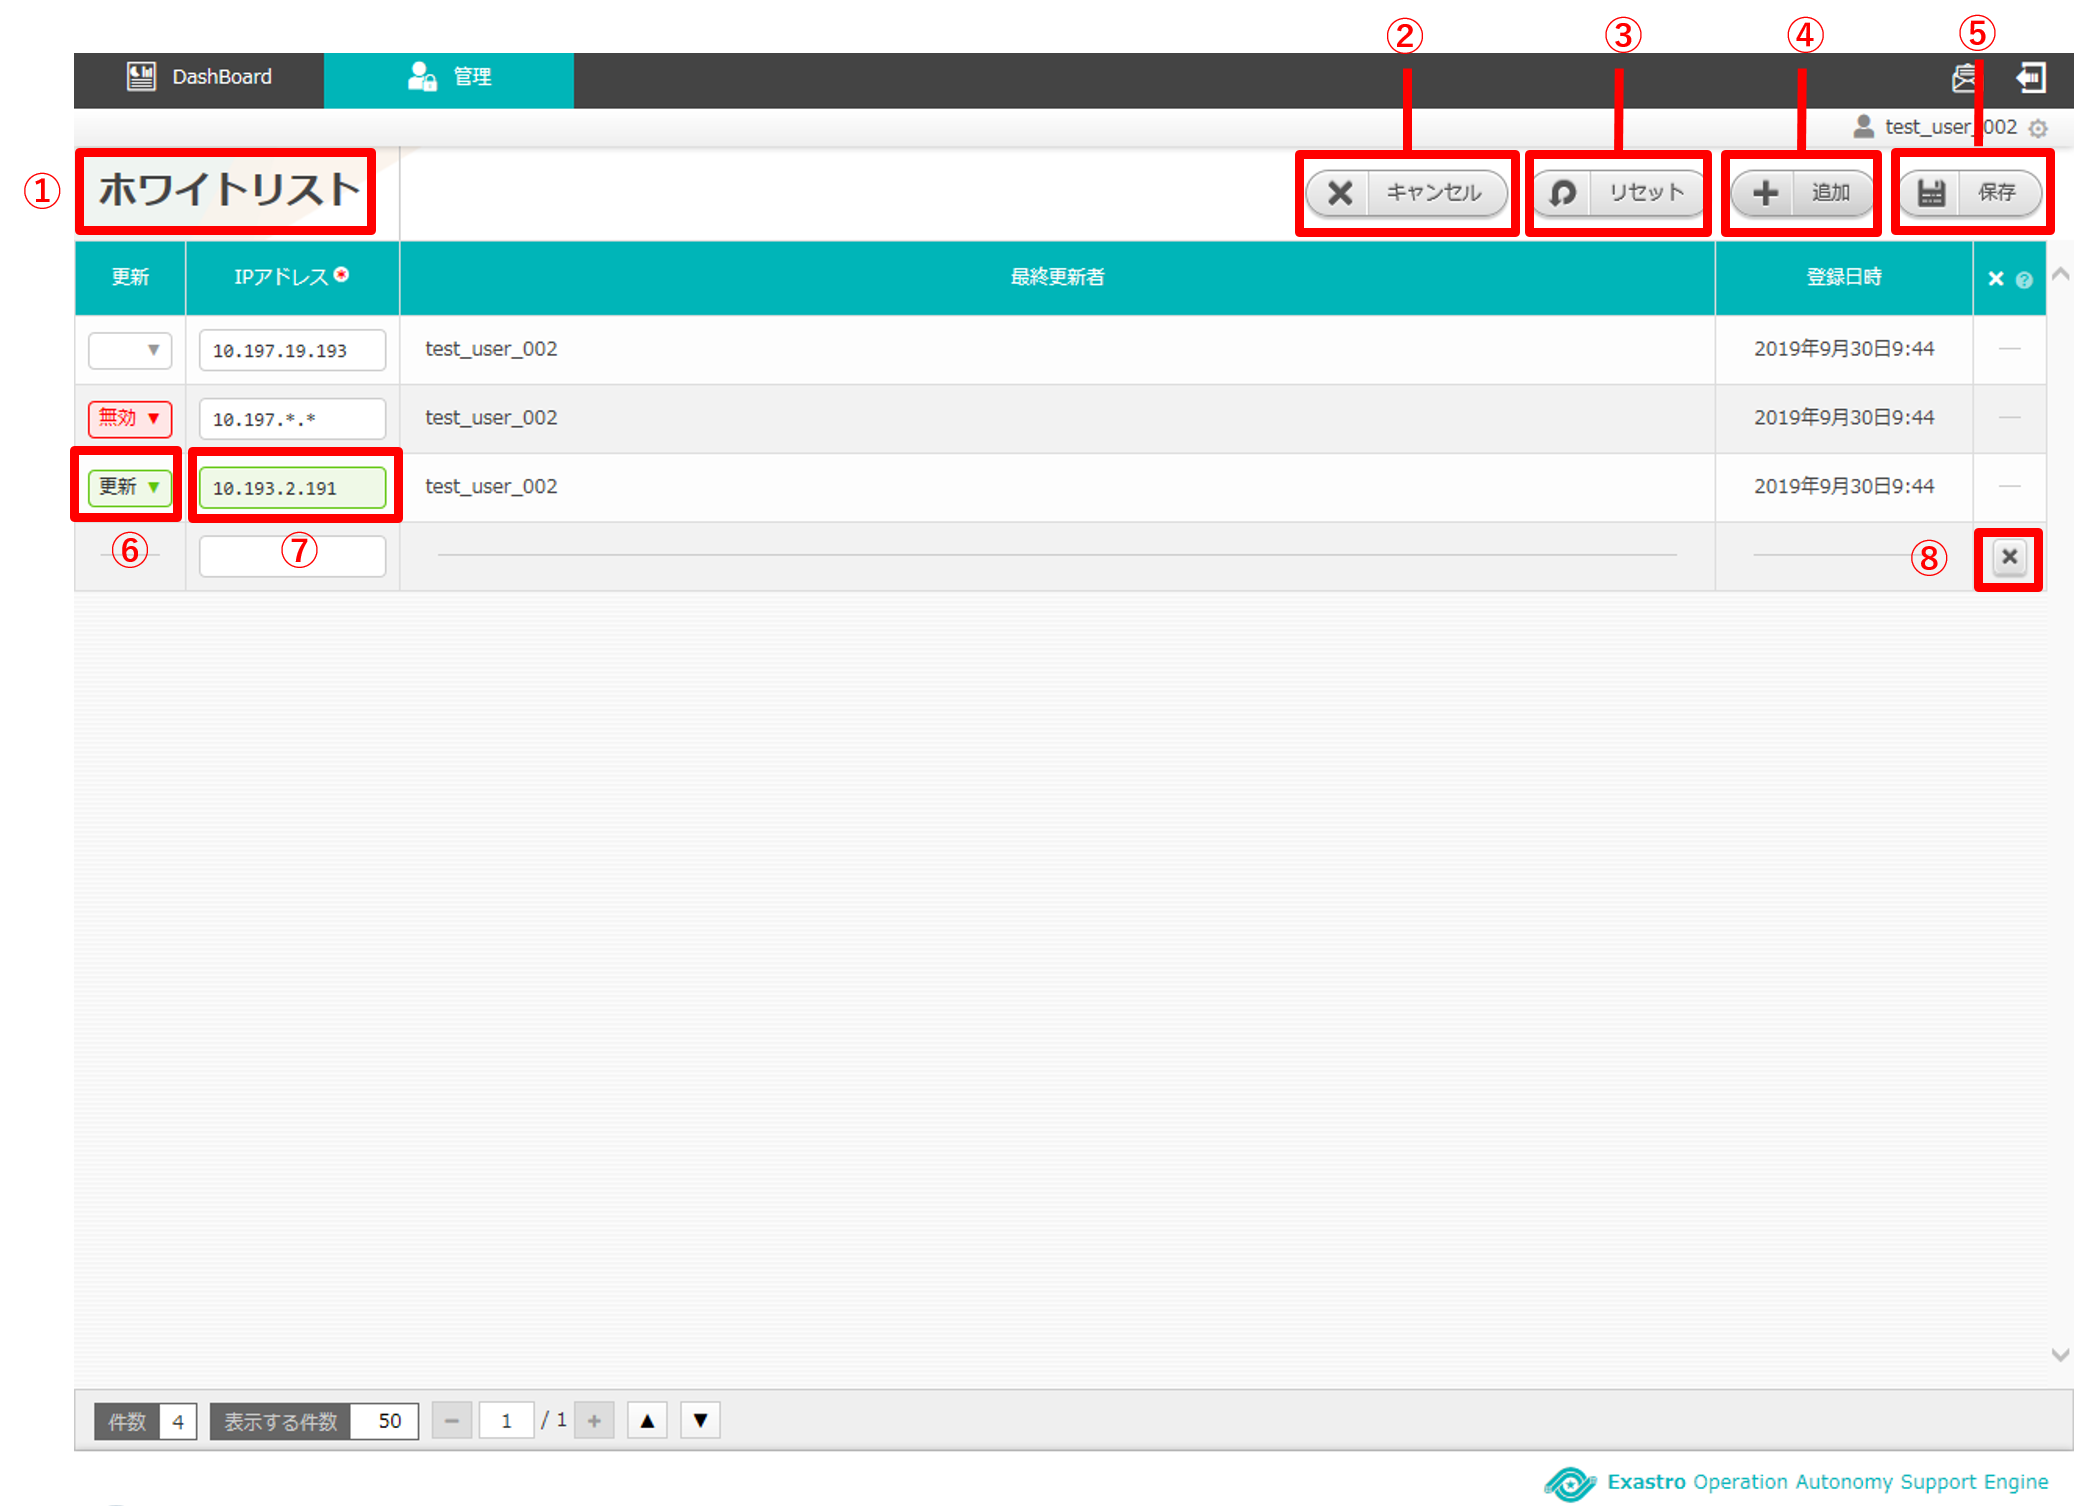 ② ③ ④ ⑤
DashBoard 管理
test_user_002
① ホワイトリスト キャンセル リセット 追加 保存
更新 IPアドレス* 最終更新者 登録日時 × ?
▼ 10.197.19.193 test_user_002 2019年9月30日9:44 —
無効 ▼ 10.197.*.* test_user_002 2019年9月30日9:44 —
更新 ▼ 10.193.2.191 test_user_002 2019年9月30日9:44 —
⑥ ⑦ ⑧ ×
件数 4 表示する件数 50 − 1 / 1 + ▲ ▼
Exastro Operation Autonomy Support Engine